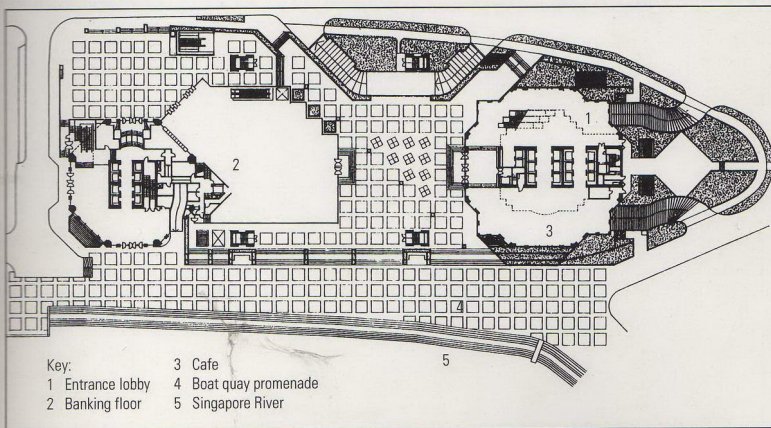 1
2
3
4
5
Key:
1 Entrance lobby
2 Banking floor
3 Cafe
4 Boat quay promenade
5 Singapore River